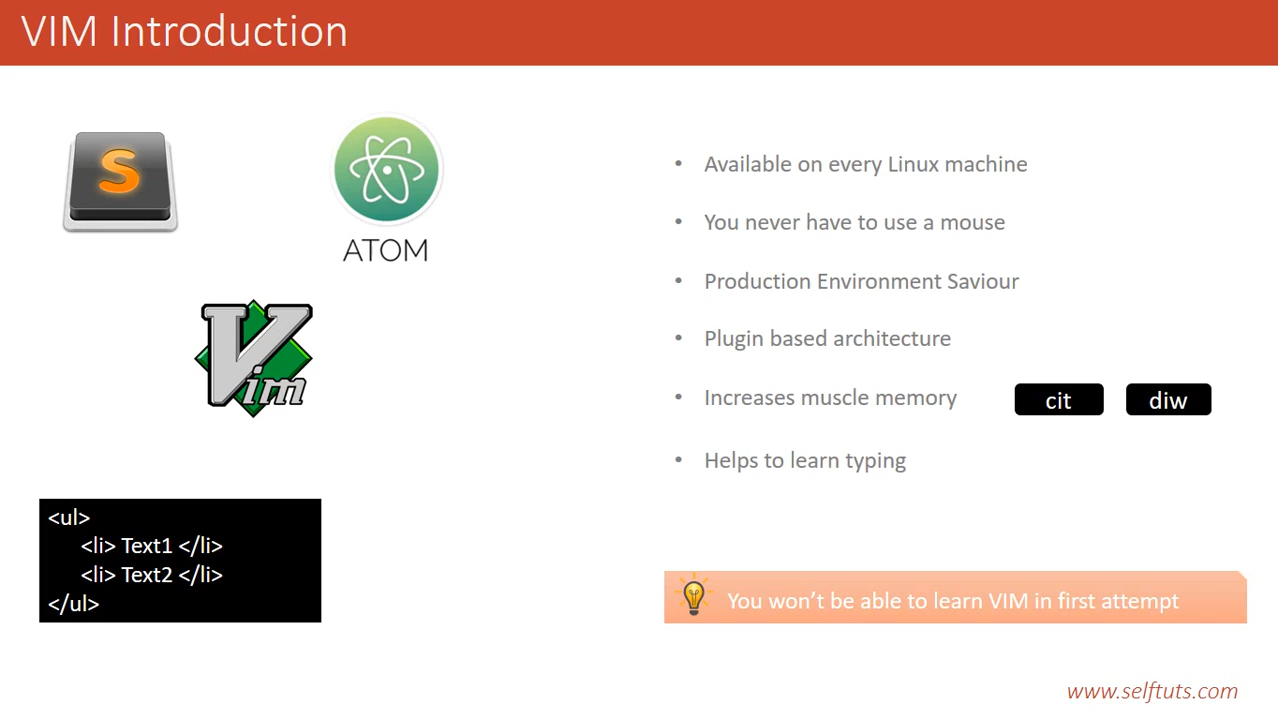 VIM Introduction
S
ATOM
Vim
<ul>
<li> Text1 </li>
<li> Text2 </li>
</ul>
• Available on every Linux machine
• You never have to use a mouse
• Production Environment Saviour
• Plugin based architecture
• Increases muscle memory cit diw
• Helps to learn typing
You won’t be able to learn VIM in first attempt
www.selftuts.com